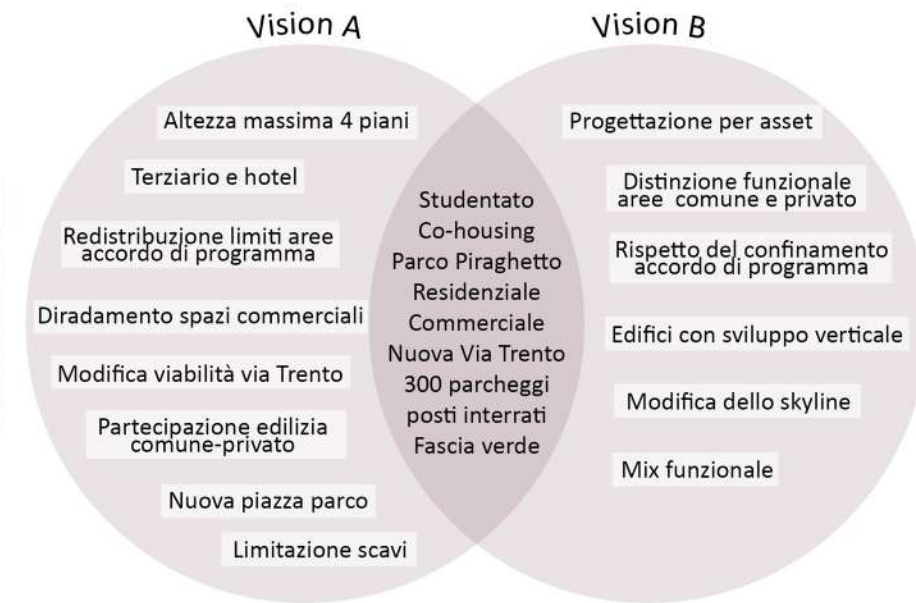 Vision A
Vision B
Altezza massima 4 piani
Terziario e hotel
Redistribuzione limiti aree
accordo di programma
Diradamento spazi commerciali
Modifica viabilità via Trento
Partecipazione edilizia
comune-privato
Nuova piazza parco
Limitazione scavi
Studentato
Co-housing
Parco Piraghetto
Residenziale
Commerciale
Nuova Via Trento
300 parcheggi
posti interrati
Fascia verde
Progettazione per asset
Distinzione funzionale
aree comune e privato
Rispetto del confinamento
accordo di programma
Edifici con sviluppo verticale
Modifica dello skyline
Mix funzionale